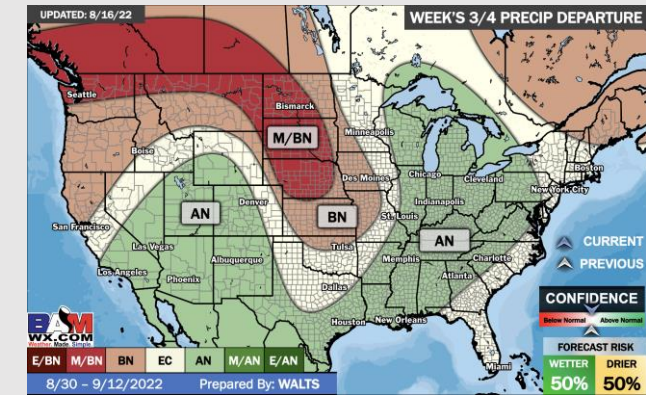 UPDATED: 8/16/22
WEEK'S 3/4 PRECIP DEPARTURE
Seattle
Bismarck
M/BN
Minneapolis
Boise
Boston
Des Moines
Chicago
Cleveland
New York City
Denver
Indianapolis
AN
BN
St. Louis
San Francisco
AN
Las Vegas
Tulsa
CURRENT
Los Angeles
Albuquerque
Memphis
Charlotte
PREVIOUS
Phoenix
Atlanta
Dallas
CONFIDENCE
Houston
New Orleans
Below Normal
Above Normal
BAM
WX.COM
Weather. Made. Simple
FORECAST RISK
E/BN M/BN BN EC AN M/AN E/AN
Miami
WETTER DRIER
8/30 – 9/12/2022 Prepared By: WALTS
50% 50%